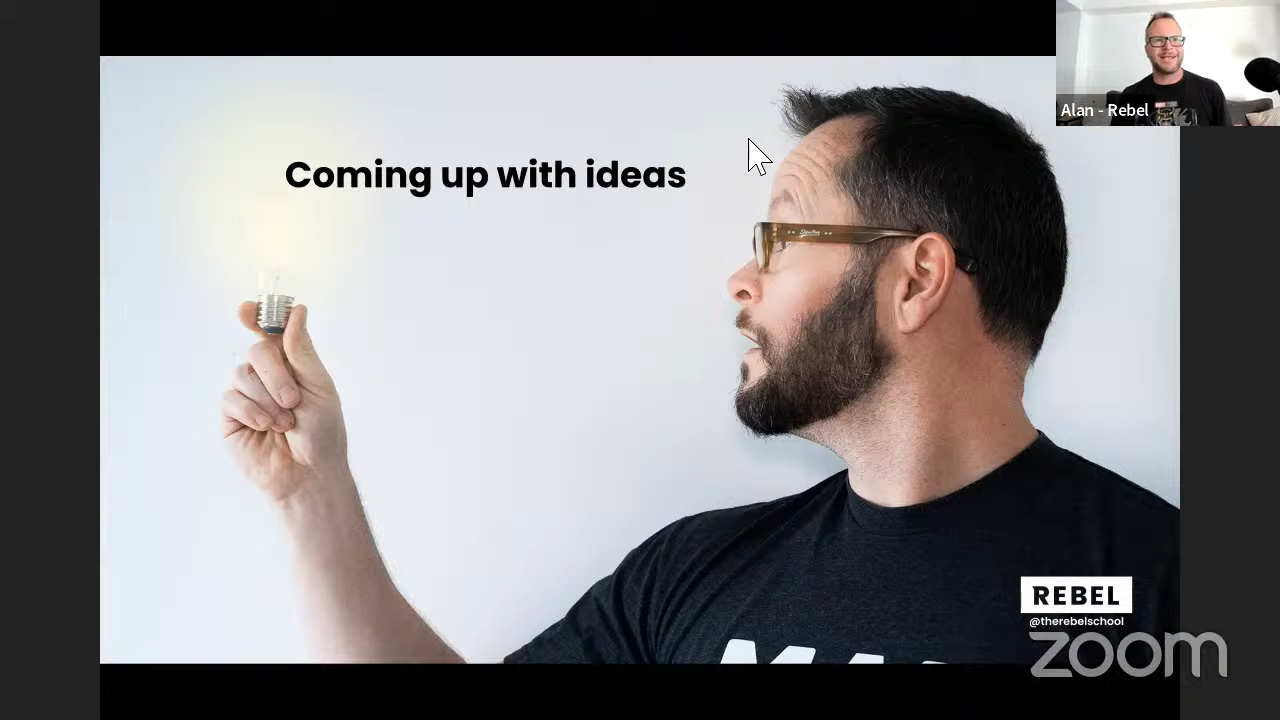 Alan - Rebel
Coming up with ideas
REBEL
@therebelschool
zoom